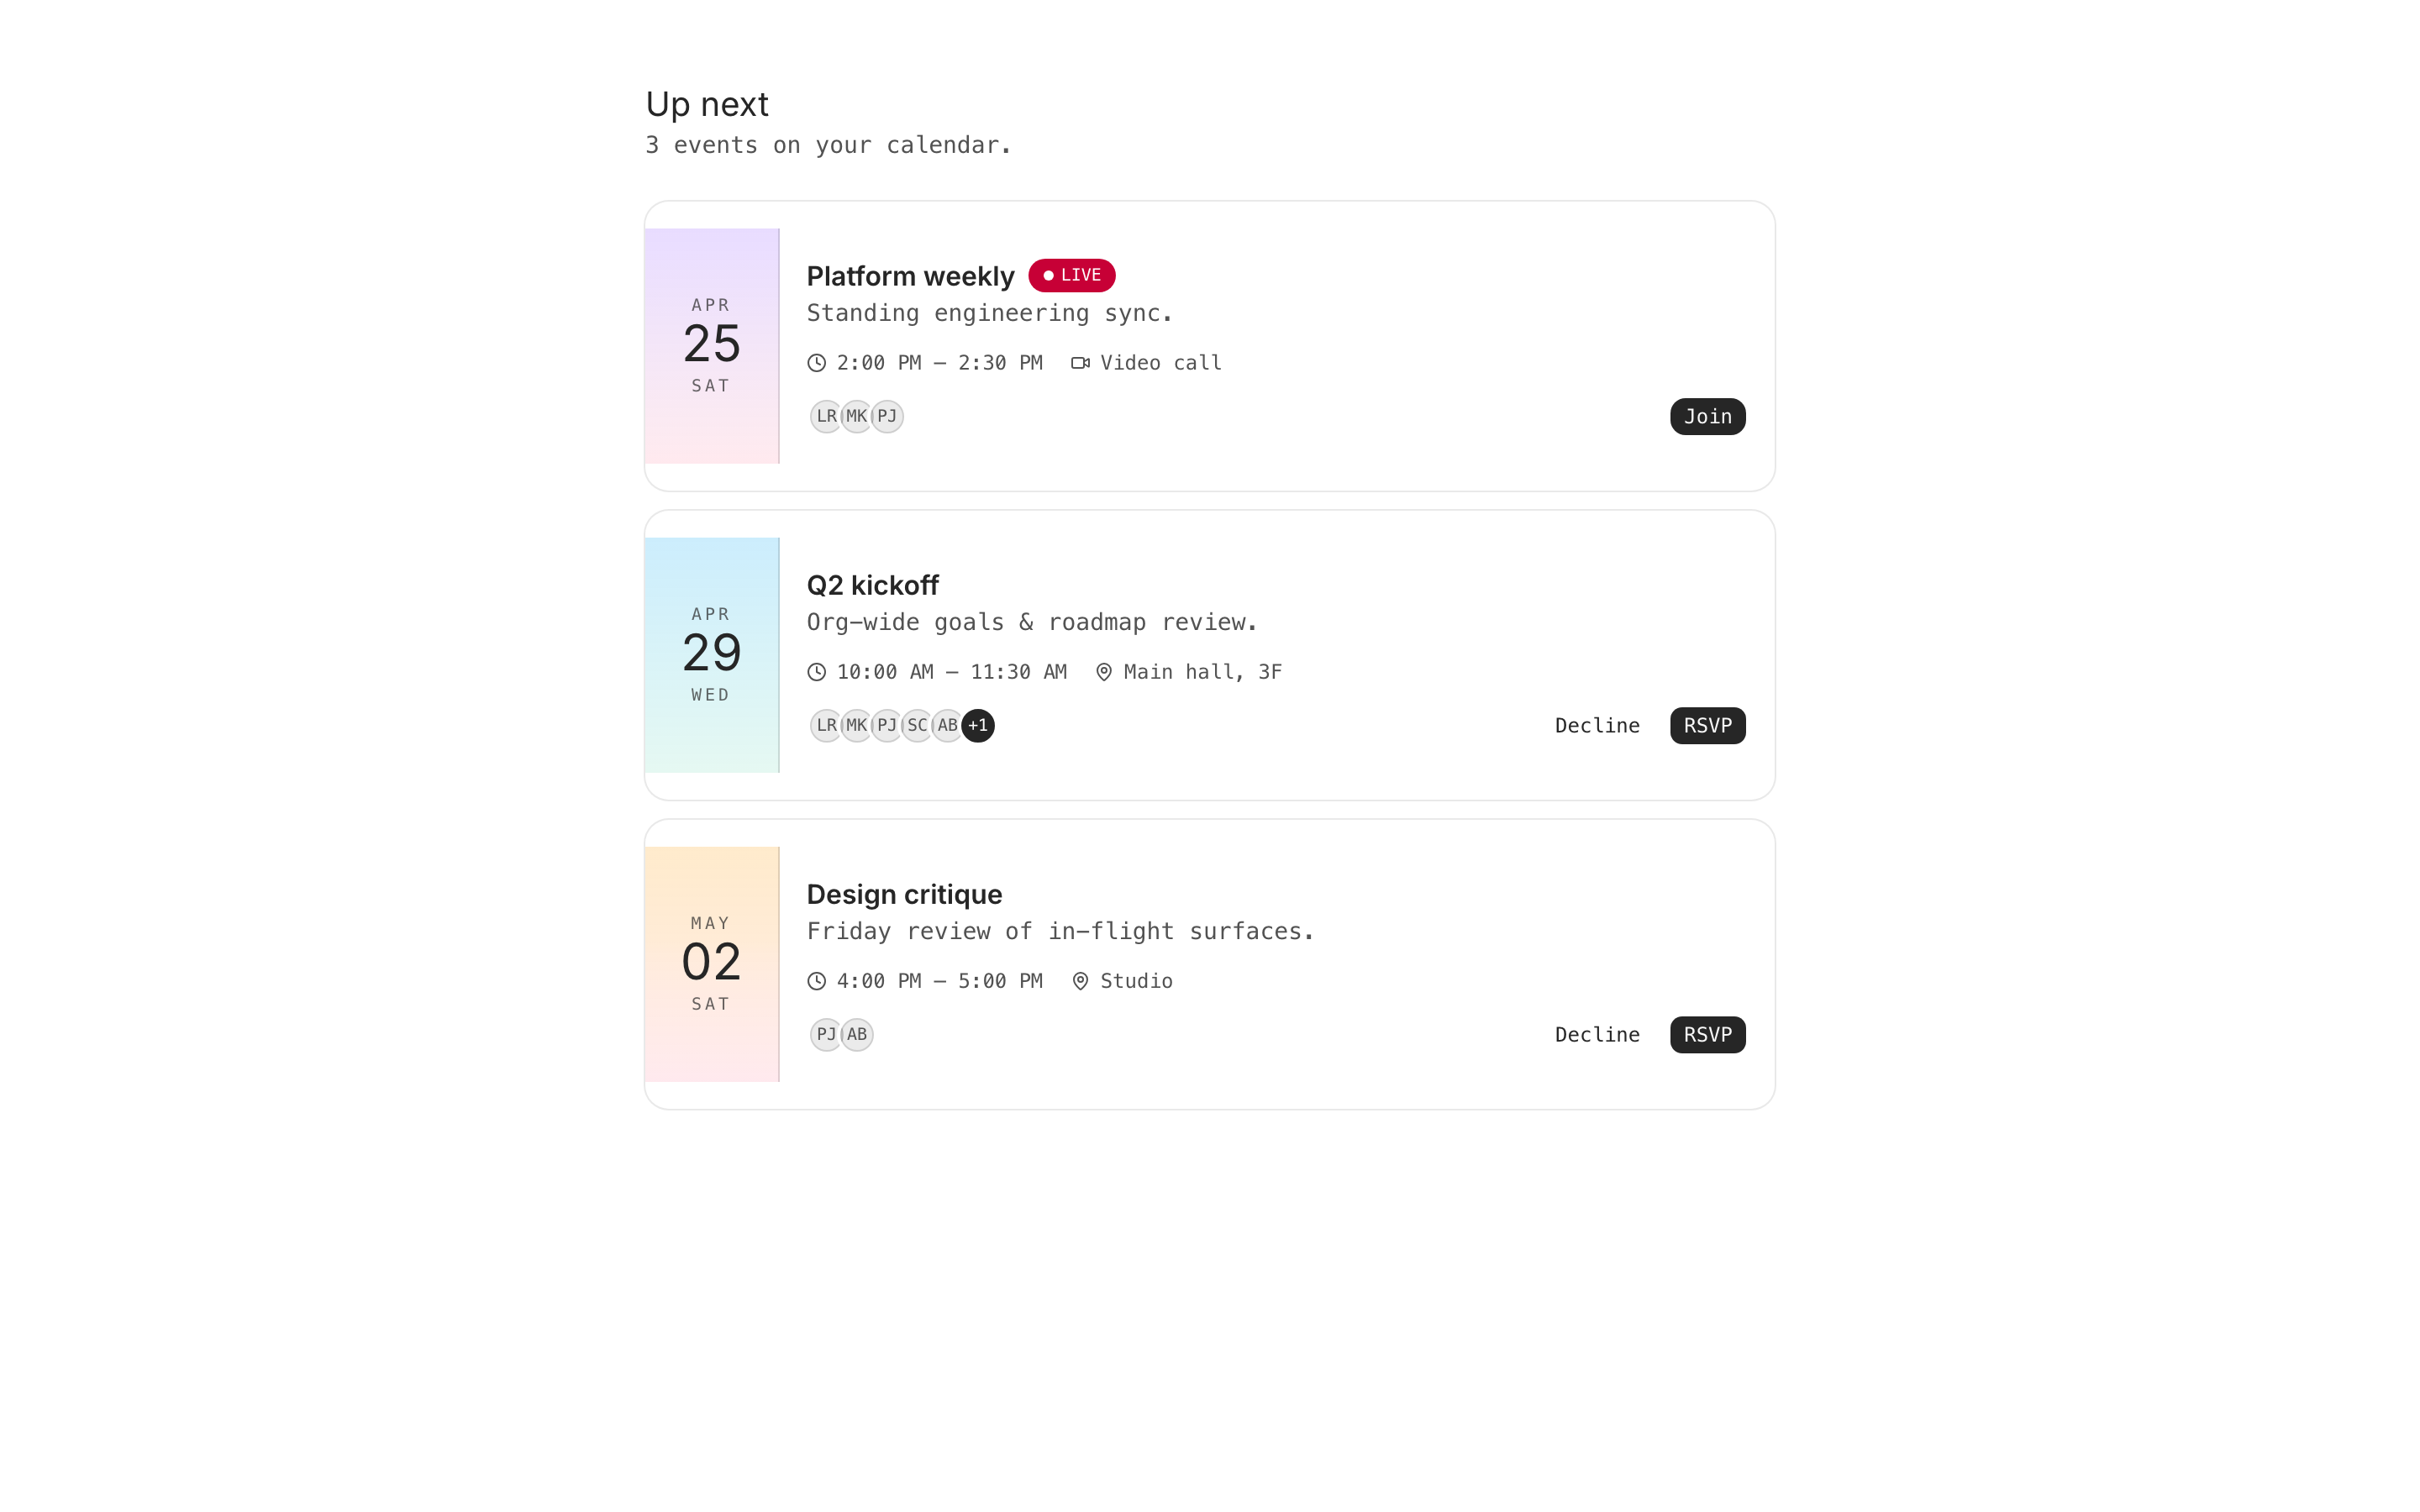 Up next
3 events on your calendar.
APR
25
SAT
Platform weekly LIVE
Standing engineering sync.
2:00 PM – 2:30 PM Video call
LR MK PJ
Join
APR
29
WED
Q2 kickoff
Org-wide goals & roadmap review.
10:00 AM – 11:30 AM Main hall, 3F
LR MK PJ SC AB +1
Decline RSVP
MAY
02
SAT
Design critique
Friday review of in-flight surfaces.
4:00 PM – 5:00 PM Studio
PJ AB
Decline RSVP